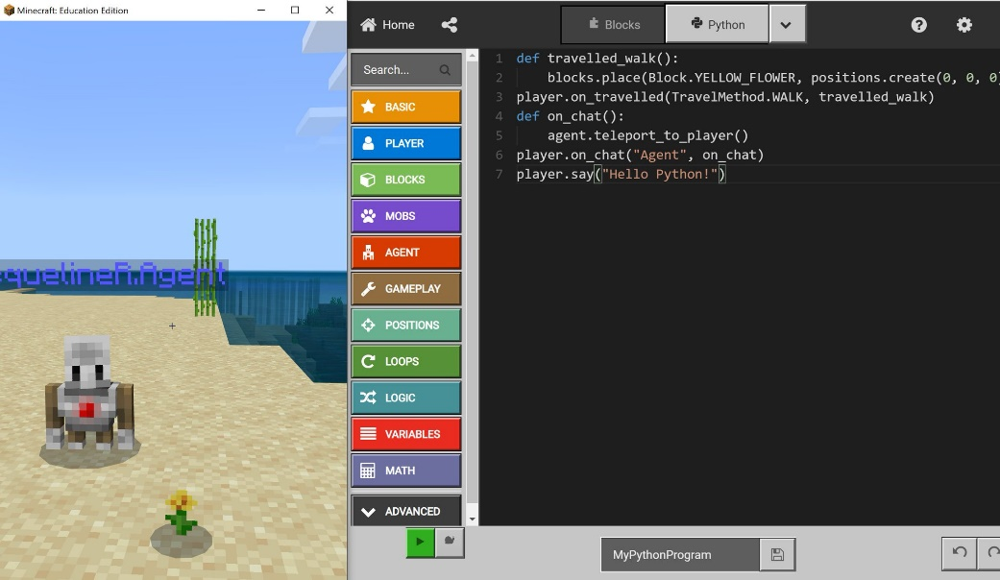 Minecraft: Education Edition
quelineR.Agent
Home
Blocks
Python
Search...
BASIC
PLAYER
BLOCKS
MOBS
AGENT
GAMEPLAY
POSITIONS
LOOPS
LOGIC
VARIABLES
MATH
ADVANCED
1 def travelled_walk():
2 blocks.place(Block.YELLOW_FLOWER, positions.create(0, 0, 0)
3 player.on_travelled(TravelMethod.WALK, travelled_walk)
4 def on_chat():
5 agent.teleport_to_player()
6 player.on_chat("Agent", on_chat)
7 player.say("Hello Python!")
MyPythonProgram